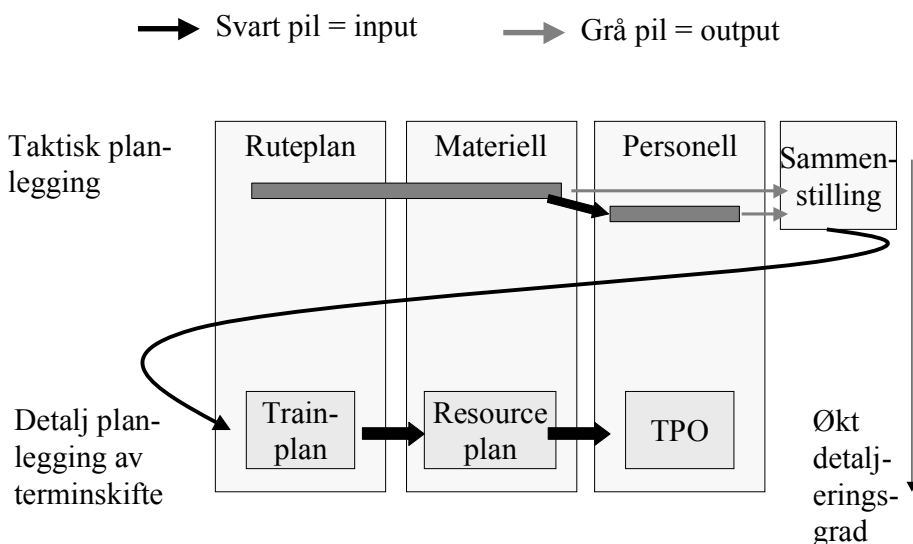 Svart pil = input
Grå pil = output
Taktisk plan-
legging
Ruteplan
Materiell
Personell
Sammen-
stilling
Detalj plan-
legging av
terminskifte
Train-
plan
Resource
plan
TPO
Økt
detalj-
erings-
grad